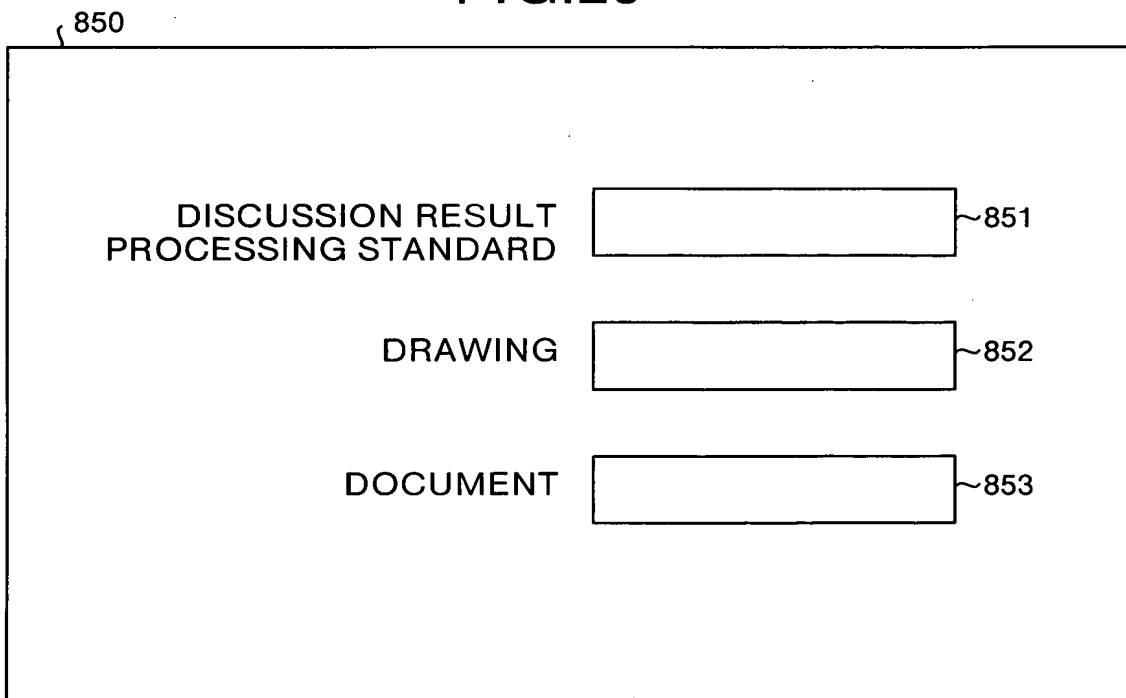 850
DISCUSSION RESULT
PROCESSING STANDARD
851
DRAWING
852
DOCUMENT
853